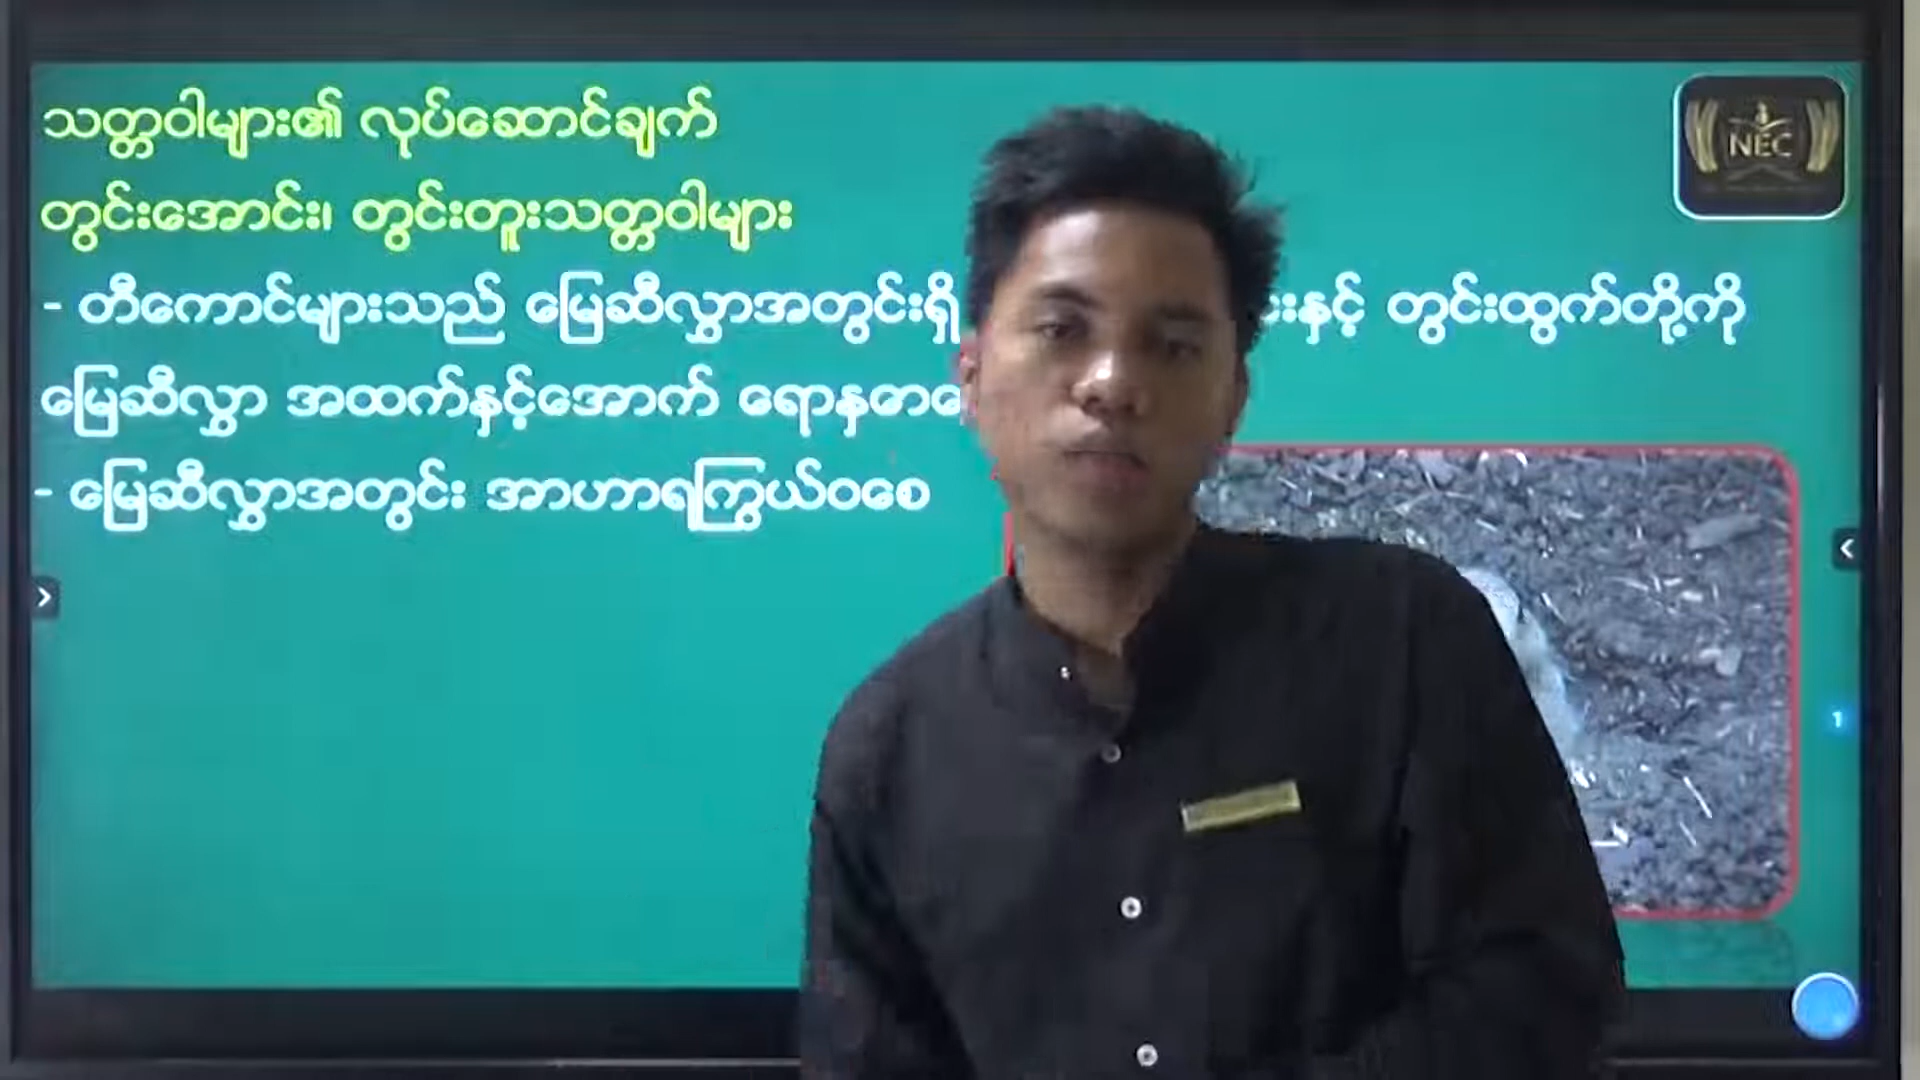 သတ္တဝါများ၏ လုပ်ဆောင်ချက်
NEC
တွင်းအောင်း၊ တွင်းတူးသတ္တဝါများ
- တီကောင်များသည် မြေဆီလွှာအတွင်းရှိ နှင့် တွင်းထွက်တို့ကို
မြေဆီလွှာ အထက်နှင့်အောက်
- မြေဆီလွှာအတွင်း အာဟာရကြွယ်ဝစေ
1